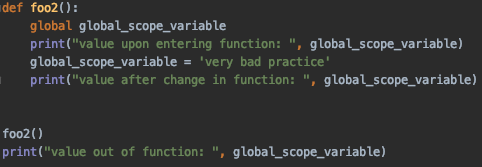 def foo2():
    global global_scope_variable
    print("value upon entering function: ", global_scope_variable)
    global_scope_variable = 'very bad practice'
    print("value after change in function: ", global_scope_variable)
foo2()
print("value out of function: ", global_scope_variable)